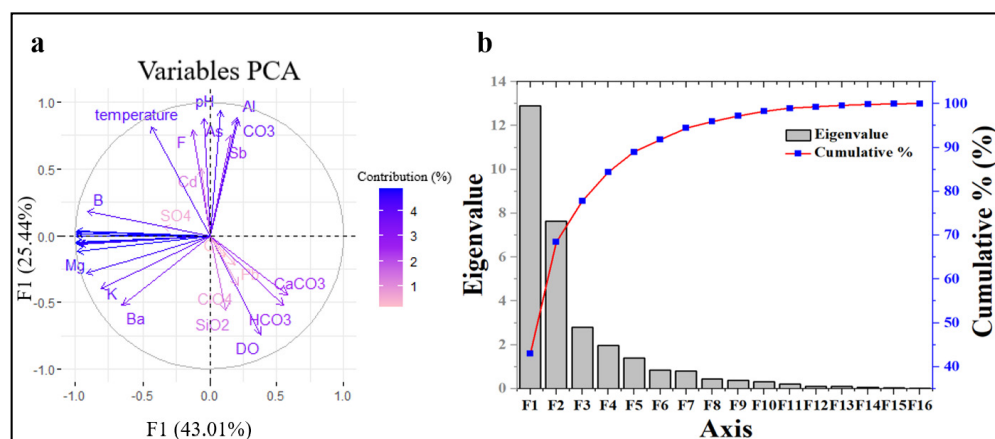 a
Variables PCA
1.0
0.5
0.0
-0.5
-1.0
F1 (25.44%)
temperature
pH
Al
F
As
CO3
Sb
Cd
B
SO4
Mg
K
Ba
CaCO3
HCO3
SiO2
DO
-1.0 -0.5 0.0 0.5 1.0
F1 (43.01%)
Contribution (%)
4
3
2
1
b
14
12
10
8
6
4
2
0
Eigenvalue
Eigenvalue
Cumulative %
100
90
80
70
60
50
40
Cumulative % (%)
F1 F2 F3 F4 F5 F6 F7 F8 F9 F10 F11 F12 F13 F14 F15 F16
Axis